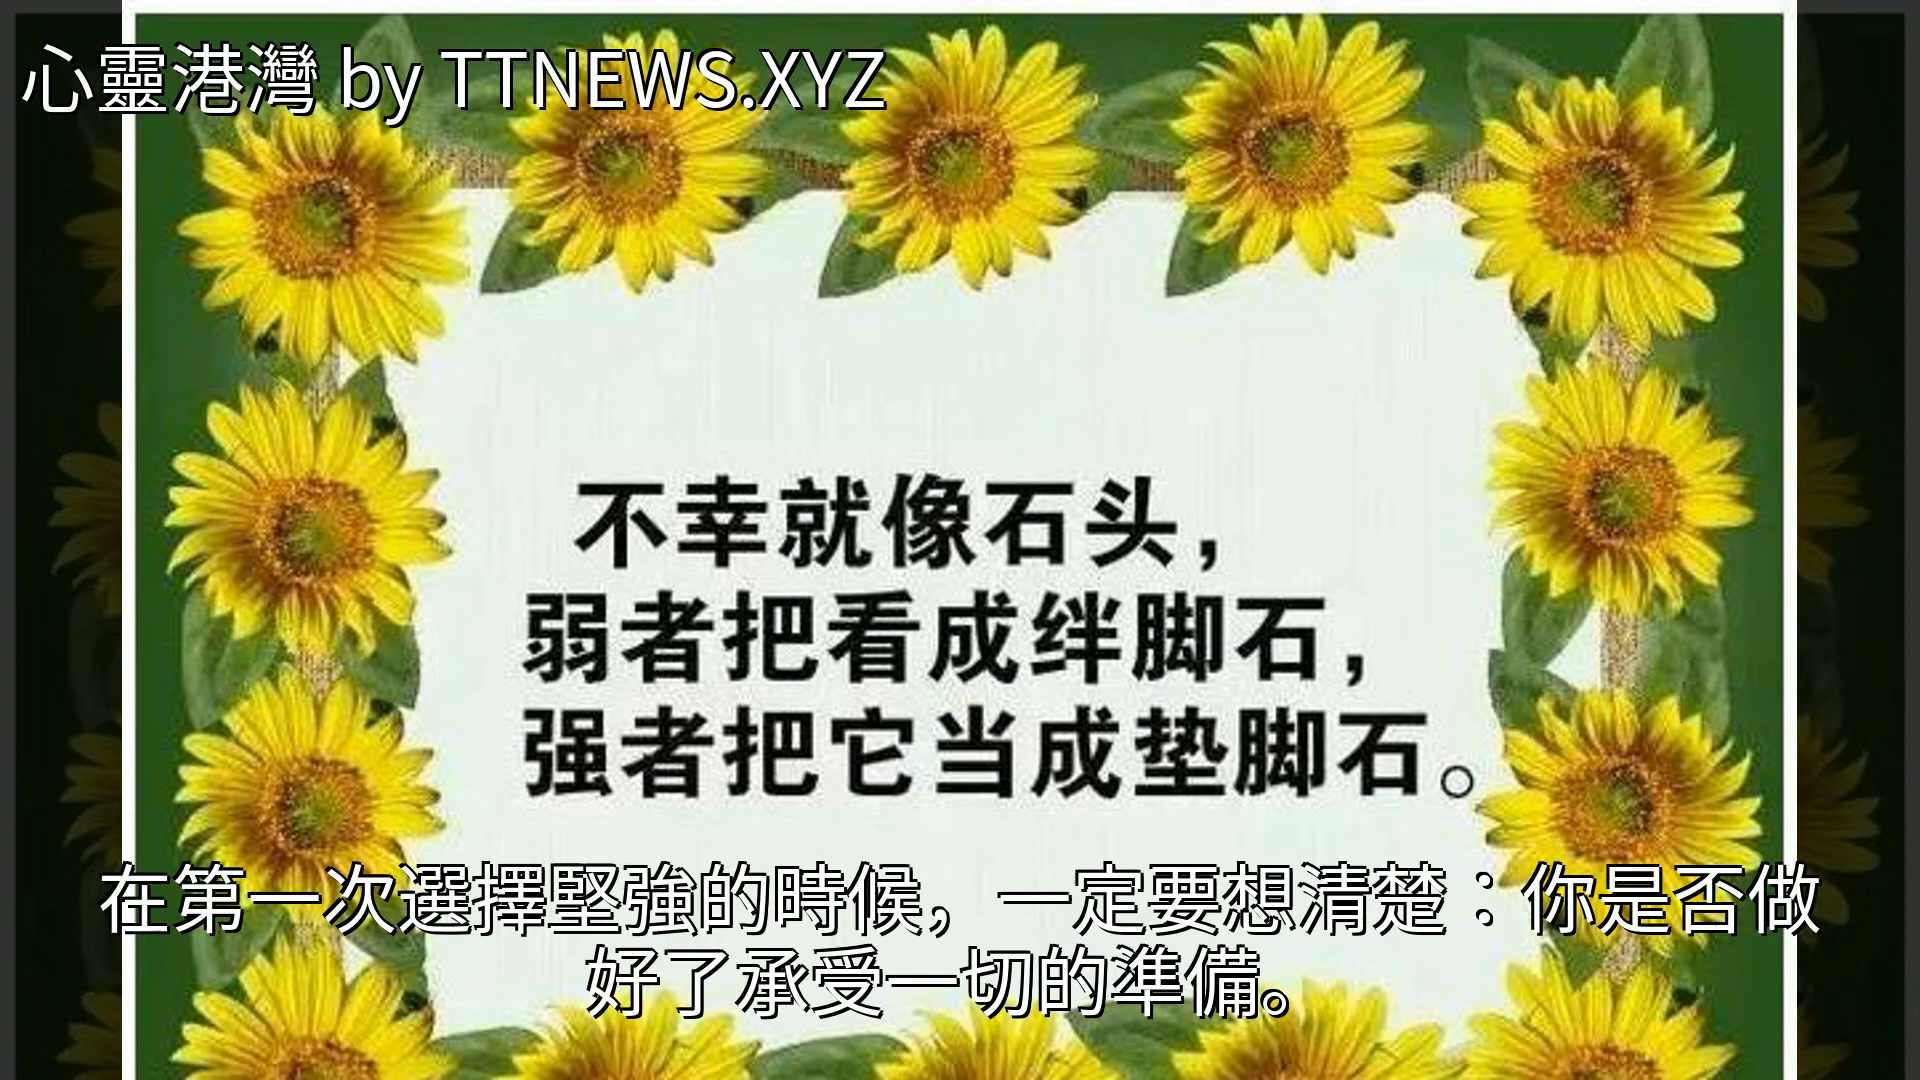 心靈港灣 by TTNEWS.XYZ
不幸就像石头，
弱者把看成绊脚石，
强者把它当成垫脚石。
在第一次選擇堅強的時候，一定要想清楚：你是否做
好了承受一切的準備。